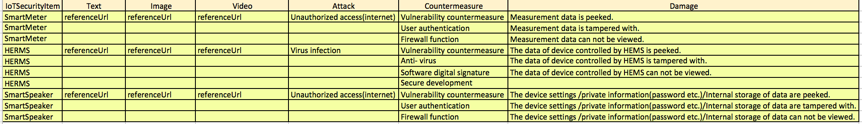 IoTSecurityItem Text Image Video Attack Countermeasure Damage
SmartMeter referenceUrl referenceUrl referenceUrl Unauthorized access(internet) Vulnerability countermeasure Measurement data is peeked.
SmartMeter User authentication Measurement data is tampered with.
SmartMeter Firewall function Measurement data can not be viewed.
HERMS referenceUrl referenceUrl referenceUrl Virus infection Vulnerability countermeasure The data of device controlled by HEMS is peeked.
HERMS Anti- virus The data of device controlled by HEMS is tampered with.
HERMS Software digital signature The data of device controlled by HEMS can not be viewed.
HERMS Secure development
SmartSpeaker referenceUrl referenceUrl referenceUrl Unauthorized access(internet) Vulnerability countermeasure The device settings /private information(password etc.)/Internal storage of data are peeked.
SmartSpeaker User authentication The device settings /private information(password etc.)/Internal storage of data are tampered with.
SmartSpeaker Firewall function The device settings /private information(password etc.)/Internal storage of data can not be viewed.